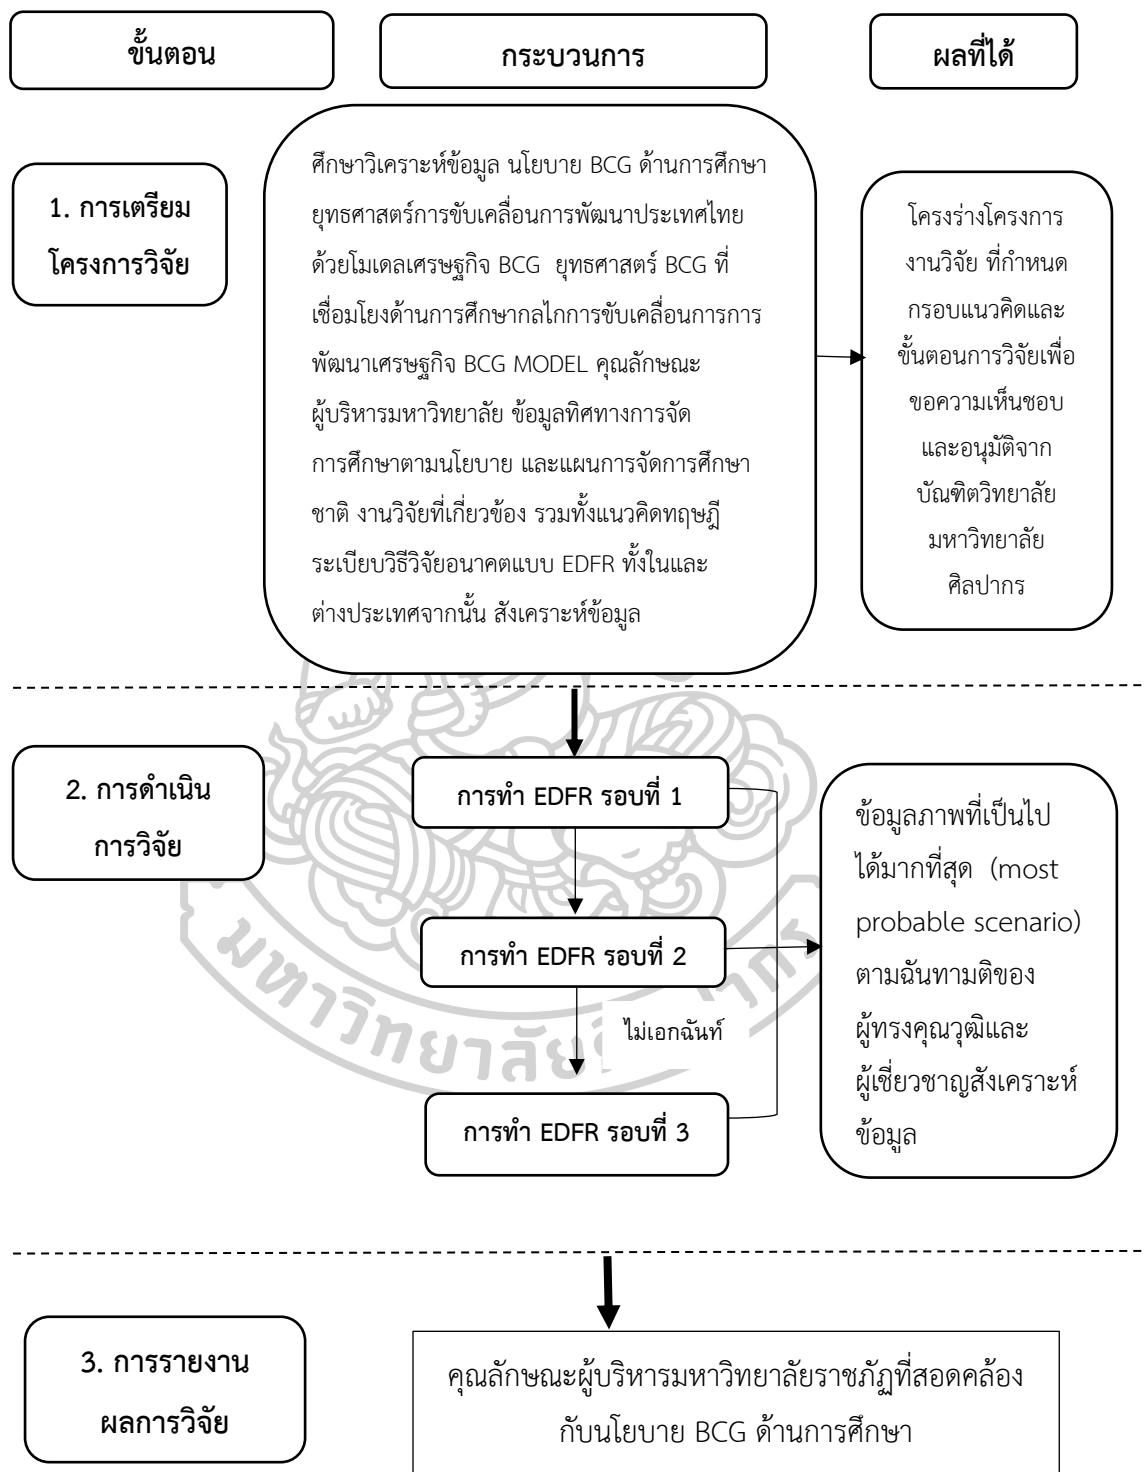 ขั้นตอน
กระบวนการ
ผลที่ได้
1. การเตรียม
โครงการวิจัย
ศึกษาวิเคราะห์ข้อมูล นโยบาย BCG ด้านการศึกษา
ยุทธศาสตร์การขับเคลื่อนการพัฒนาประเทศไทย
ด้วยโมเดลเศรษฐกิจ BCG ยุทธศาสตร์ BCG ที่
เชื่อมโยงด้านการศึกษากลไกการขับเคลื่อนการการ
พัฒนาเศรษฐกิจ BCG MODEL คุณลักษณะ
ผู้บริหารมหาวิทยาลัย ข้อมูลทิศทางการจัด
การศึกษาตามนโยบาย และแผนการจัดการศึกษา
ชาติ งานวิจัยที่เกี่ยวข้อง รวมทั้งแนวคิดทฤษฎี
ระเบียบวิธีวิจัยอนาคตแบบ EDFR ทั้งในและ
ต่างประเทศจากนั้น สังเคราะห์ข้อมูล
โครงร่างโครงการ
งานวิจัย ที่กำหนด
กรอบแนวคิดและ
ขั้นตอนการวิจัยเพื่อ
ขอความเห็นชอบ
และอนุมัติจาก
บัณฑิตวิทยาลัย
มหาวิทยาลัย
ศิลปากร
2. การดำเนิน
การวิจัย
การทำ EDFR รอบที่ 1
การทำ EDFR รอบที่ 2
ไม่เอกฉันท์
การทำ EDFR รอบที่ 3
ข้อมูลภาพที่เป็นไป
ได้มากที่สุด (most
probable scenario)
ตามฉันทามติของ
ผู้ทรงคุณวุฒิและ
ผู้เชี่ยวชาญสังเคราะห์
ข้อมูล
มหาวิทยาลัย
3. การรายงาน
ผลการวิจัย
คุณลักษณะผู้บริหารมหาวิทยาลัยราชภัฏที่สอดคล้อง
กับนโยบาย BCG ด้านการศึกษา